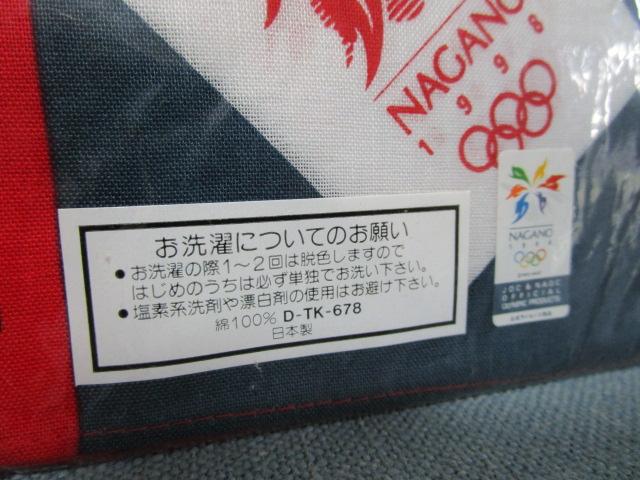 NAGANO
1998
お洗濯についてのお願い
●お洗濯の際1～2回は脱色しますので
はじめのうちは必ず単独でお洗い下さい。
●塩素系洗剤や漂白剤の使用はお避け下さい。
綿100% D-TK-678
日本製
NAGANO
1998
JOC & NAOC
OFFICIAL
OLYMPIC PRODUCTS